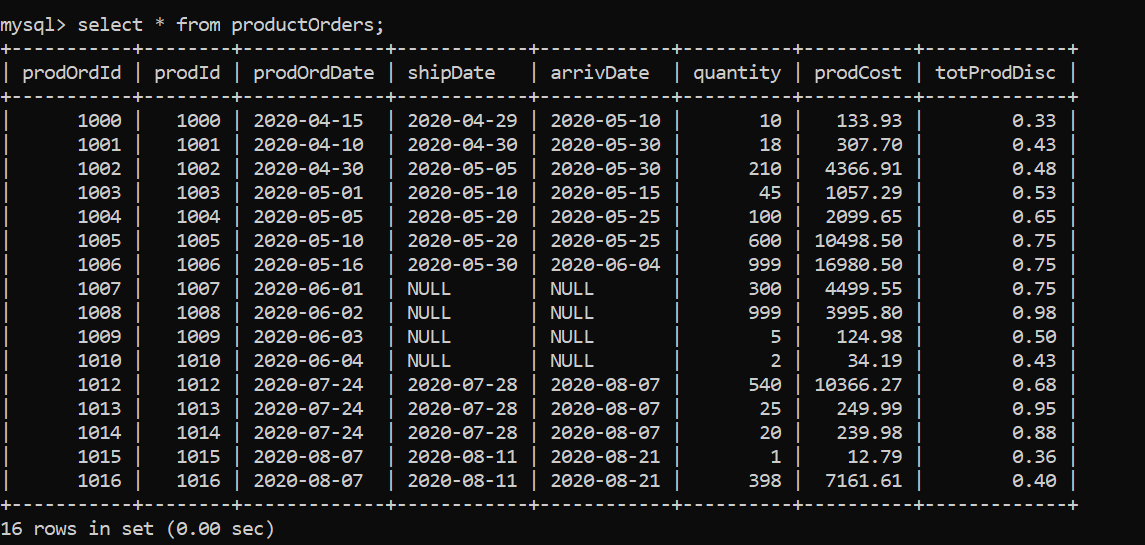 mysql> select * from productOrders;
+-----------+--------+-------------+------------+------------+----------+----------+-------------+
| prodOrdId | prodId | prodOrdDate | shipDate   | arrivDate  | quantity | prodCost | totProdDisc |
+-----------+--------+-------------+------------+------------+----------+----------+-------------+
|      1000 |   1000 | 2020-04-15  | 2020-04-29 | 2020-05-10 |       10 |   133.93 |        0.33 |
|      1001 |   1001 | 2020-04-10  | 2020-04-30 | 2020-05-30 |       18 |   307.70 |        0.43 |
|      1002 |   1002 | 2020-04-30  | 2020-05-05 | 2020-05-30 |      210 |  4366.91 |        0.48 |
|      1003 |   1003 | 2020-05-01  | 2020-05-10 | 2020-05-15 |       45 |  1057.29 |        0.53 |
|      1004 |   1004 | 2020-05-05  | 2020-05-20 | 2020-05-25 |      100 |  2099.65 |        0.65 |
|      1005 |   1005 | 2020-05-10  | 2020-05-20 | 2020-05-25 |      600 | 10498.50 |        0.75 |
|      1006 |   1006 | 2020-05-16  | 2020-05-30 | 2020-06-04 |      999 | 16980.50 |        0.75 |
|      1007 |   1007 | 2020-06-01  | NULL       | NULL       |      300 |  4499.55 |        0.75 |
|      1008 |   1008 | 2020-06-02  | NULL       | NULL       |      999 |  3995.80 |        0.98 |
|      1009 |   1009 | 2020-06-03  | NULL       | NULL       |        5 |   124.98 |        0.50 |
|      1010 |   1010 | 2020-06-04  | NULL       | NULL       |        2 |    34.19 |        0.43 |
|      1012 |   1012 | 2020-07-24  | 2020-07-28 | 2020-08-07 |      540 | 10366.27 |        0.68 |
|      1013 |   1013 | 2020-07-24  | 2020-07-28 | 2020-08-07 |       25 |   249.99 |        0.95 |
|      1014 |   1014 | 2020-07-24  | 2020-07-28 | 2020-08-07 |       20 |   239.98 |        0.88 |
|      1015 |   1015 | 2020-08-07  | 2020-08-11 | 2020-08-21 |        1 |    12.79 |        0.36 |
|      1016 |   1016 | 2020-08-07  | 2020-08-11 | 2020-08-21 |      398 |  7161.61 |        0.40 |
+-----------+--------+-------------+------------+------------+----------+----------+-------------+
16 rows in set (0.00 sec)